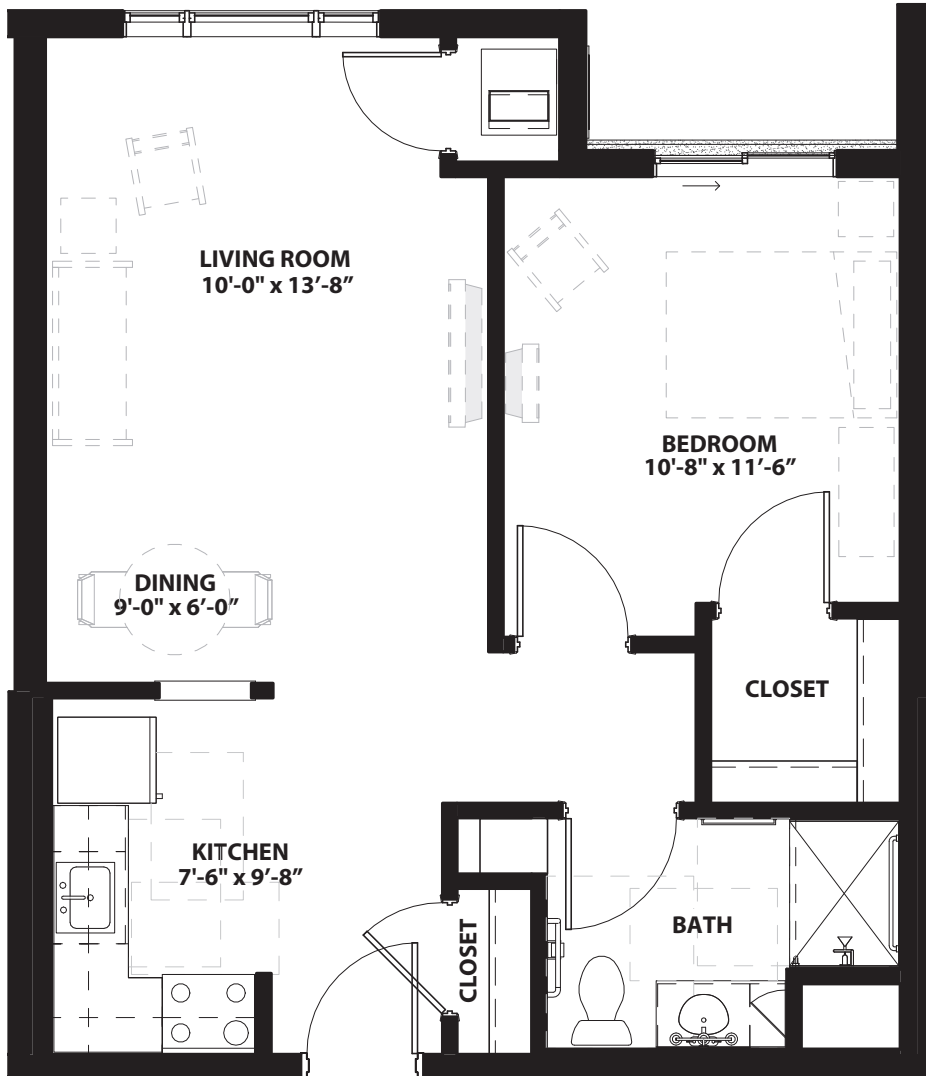 LIVING ROOM
10'-0" x 13’-8”
BEDROOM
10'-8" x 11’-6”
DINING
9'-0" x 6’-0”
CLOSET
KITCHEN
7'-6" x 9’-8”
CLOSET
BATH